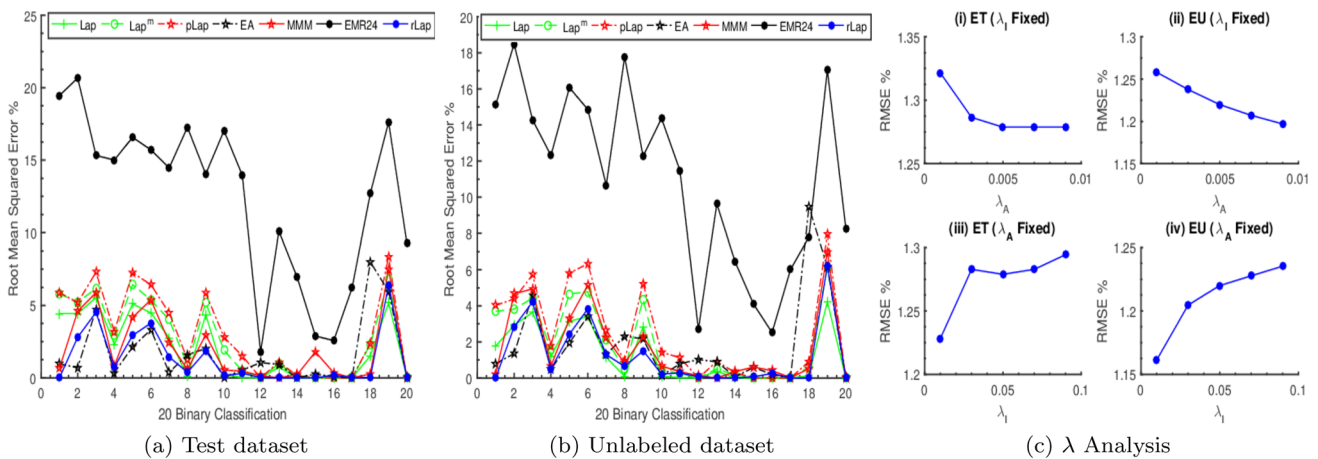 Lap Lap^m pLap EA MMM EMR24 rLap
Root Mean Squared Error %
25
20
15
10
5
0
0 2 4 6 8 10 12 14 16 18 20
20 Binary Classification
(a) Test dataset
Lap Lap^m pLap EA MMM EMR24 rLap
Root Mean Squared Error %
20
18
16
14
12
10
8
6
4
2
0
0 2 4 6 8 10 12 14 16 18 20
20 Binary Classification
(b) Unlabeled dataset
(i) ET (λ_I Fixed)
RMSE %
1.35
1.3
1.25
0 0.005 0.01
λ_A
(ii) EU (λ_I Fixed)
RMSE %
1.3
1.25
1.2
1.15
0 0.005 0.01
λ_A
(iii) ET (λ_A Fixed)
RMSE %
1.3
1.25
1.2
0 0.05 0.1
λ_I
(iv) EU (λ_A Fixed)
RMSE %
1.25
1.2
1.15
0 0.05 0.1
λ_I
(c) λ Analysis